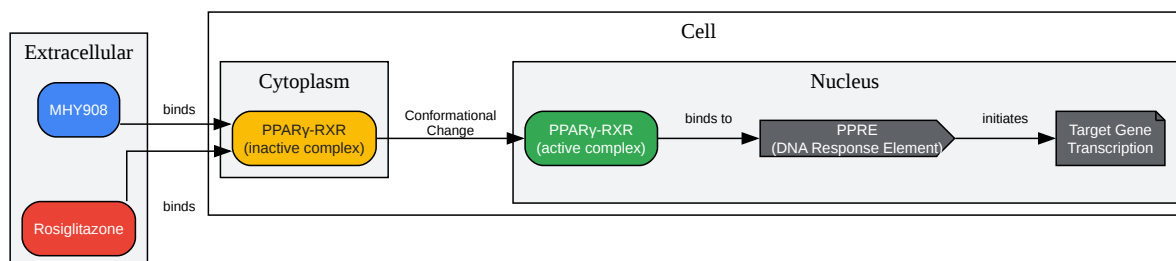 Cell
Extracellular
Cytoplasm
Nucleus
MHY908
binds
PPARγ-RXR
(inactive complex)
Conformational
Change
PPARγ-RXR
(active complex)
binds to
PPRE
(DNA Response Element)
initiates
Target Gene
Transcription
Rosiglitazone
binds